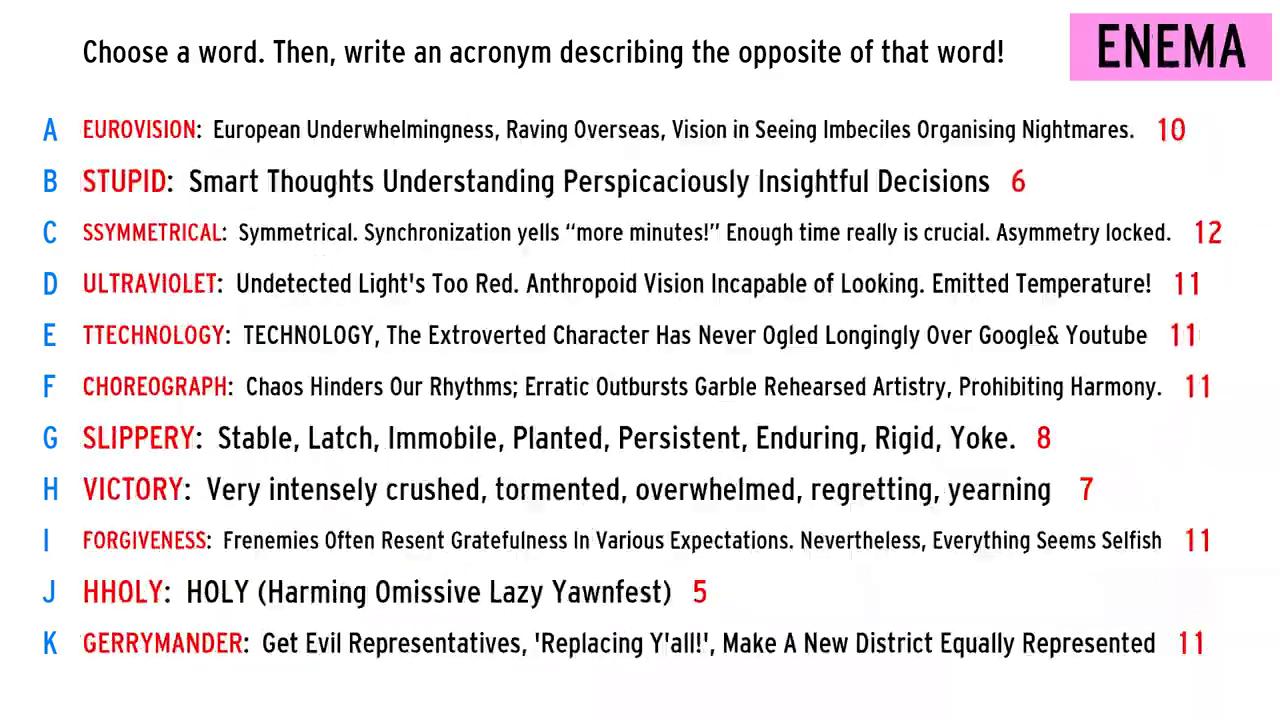 Choose a word. Then, write an acronym describing the opposite of that word!
ENEMA
A EUROVISION: European Underwhelmingness, Raving Overseas, Vision in Seeing Imbeciles Organising Nightmares. 10
B STUPID: Smart Thoughts Understanding Perspicaciously Insightful Decisions 6
C SSYMMETRICAL: Symmetrical. Synchronization yells “more minutes!” Enough time really is crucial. Asymmetry locked. 12
D ULTRAVIOLET: Undetected Light's Too Red. Anthropoid Vision Incapable of Looking. Emitted Temperature! 11
E TTECHNOLOGY: TECHNOLOGY, The Extroverted Character Has Never Ogled Longingly Over Google& Youtube 11
F CHOREOGRAPH: Chaos Hinders Our Rhythms; Erratic Outbursts Garble Rehearsed Artistry, Prohibiting Harmony. 11
G SLIPPERY: Stable, Latch, Immobile, Planted, Persistent, Enduring, Rigid, Yoke. 8
H VICTORY: Very intensely crushed, tormented, overwhelmed, regretting, yearning 7
I FORGIVENESS: Frenemies Often Resent Gratefulness In Various Expectations. Nevertheless, Everything Seems Selfish 11
J HHOLY: HOLY (Harming Omissive Lazy Yawnfest) 5
K GERRYMANDER: Get Evil Representatives, 'Replacing Y'all!', Make A New District Equally Represented 11